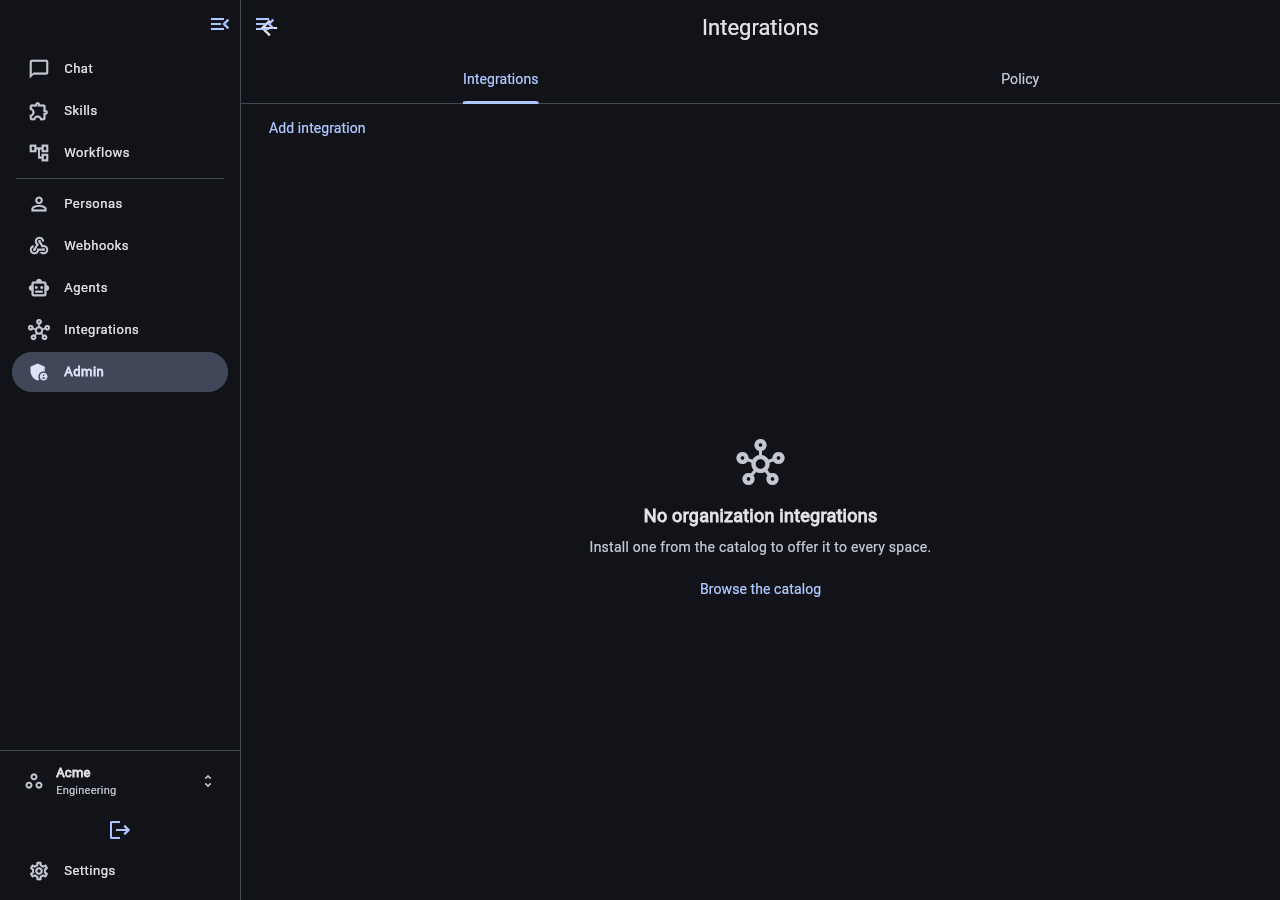 Integrations
Chat
Skills
Workflows
Personas
Webhooks
Agents
Integrations
Admin
Integrations
Policy
Add integration
No organization integrations
Install one from the catalog to offer it to every space.
Browse the catalog
Acme
Engineering
Settings